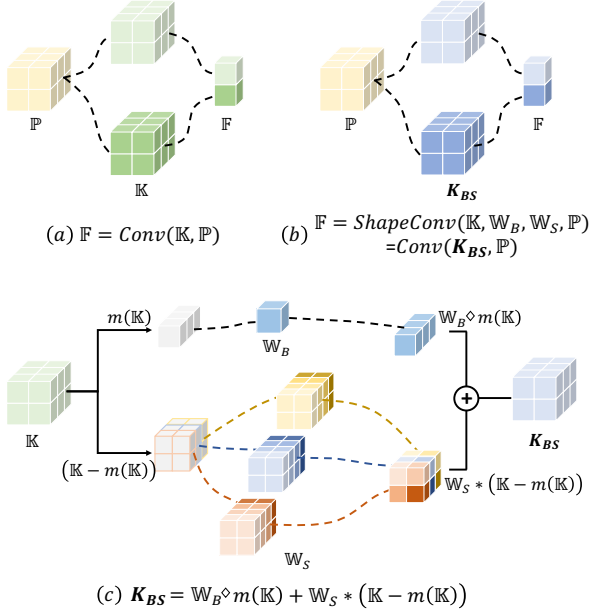 ℙ
𝕂
𝔽
(a) 𝔽 = Conv(𝕂, ℙ)
ℙ
K_BS
𝔽
(b) 𝔽 = ShapeConv(𝕂, 𝕎_B, 𝕎_S, ℙ)
=Conv(K_BS, ℙ)
m(𝕂)
𝕎_B
𝕎_B⋄m(𝕂)
𝕂
+
K_BS
(𝕂 − m(𝕂))
𝕎_S ∗ (𝕂 − m(𝕂))
𝕎_S
(c) K_BS = 𝕎_B⋄m(𝕂) + 𝕎_S ∗ (𝕂 − m(𝕂))